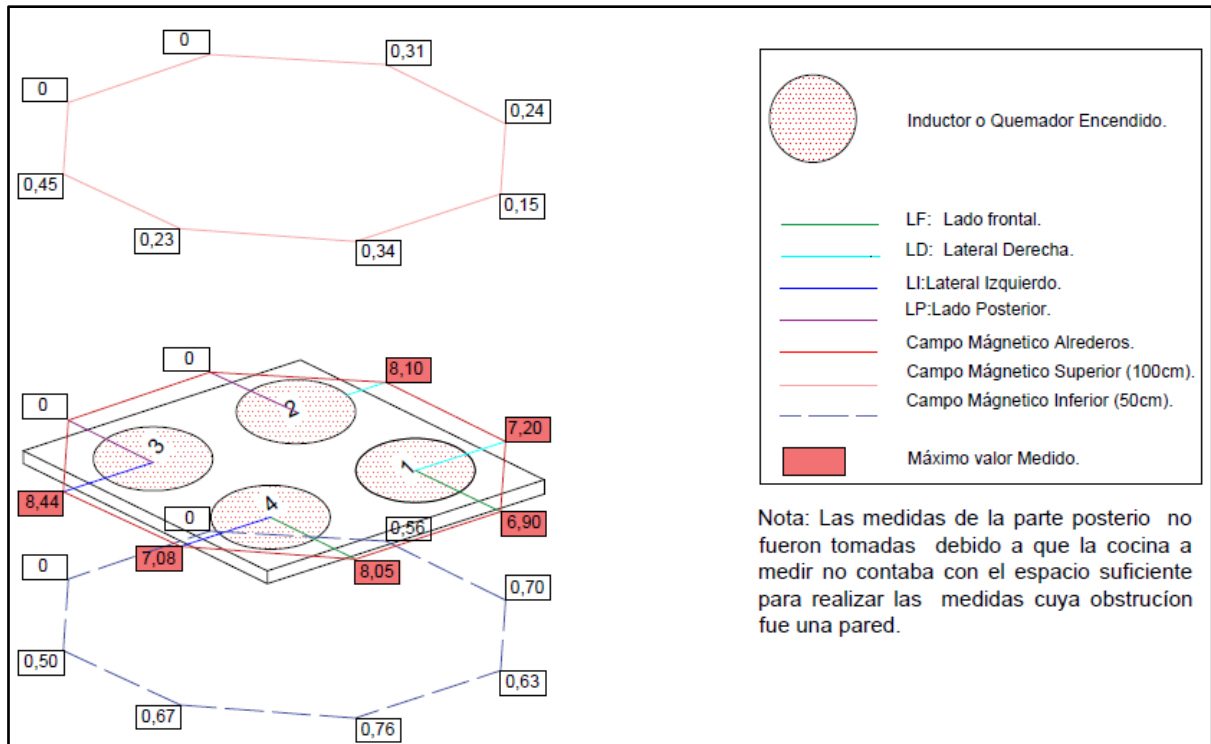 0
0,31
0
0,24
0,45
0,15
0,23
0,34
0
8,10
0
7,20
2
3
1
8,44
4
6,90
0
0,56
7,08
8,05
0
0,70
0,50
0,63
0,67
0,76
Inductor o Quemador Encendido.
LF: Lado frontal.
LD: Lateral Derecha.
LI:Lateral Izquierdo.
LP:Lado Posterior.
Campo Mágnetico Alrederos.
Campo Mágnetico Superior (100cm).
Campo Mágnetico Inferior (50cm).
Máximo valor Medido.
Nota: Las medidas de la parte posterio no
fueron tomadas debido a que la cocina a
medir no contaba con el espacio suficiente
para realizar las medidas cuya obstrucíon
fue una pared.